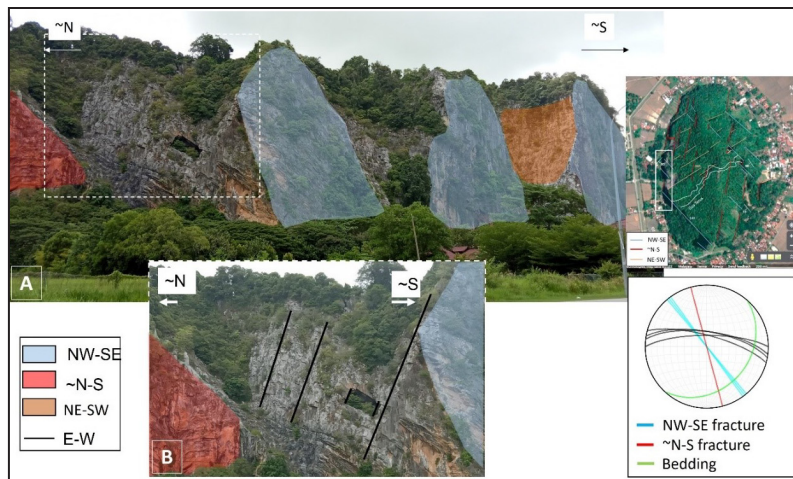 ~N
~S
A
NW-SE
~N-S
NE-SW
~N
~S
B
NW-SE
~N-S
NE-SW
E-W
NW-SE fracture
~N-S fracture
Bedding